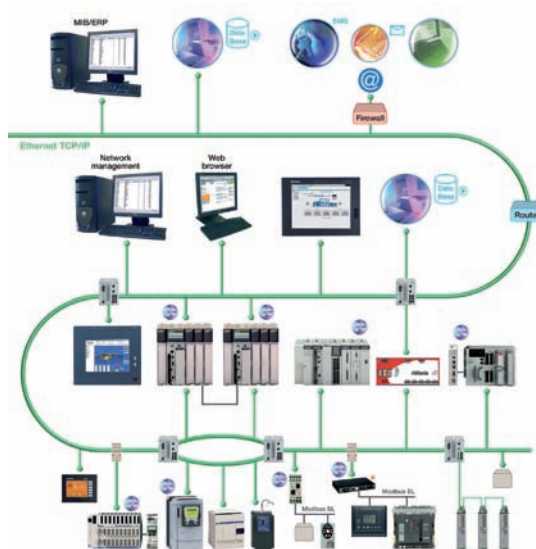 MIB/ERP
Data
Base
SMS
@
Firewall
Ethernet TCP/IP
Network
management
Web
browser
Data
Base
Route
Modbus SL
Modbus SL